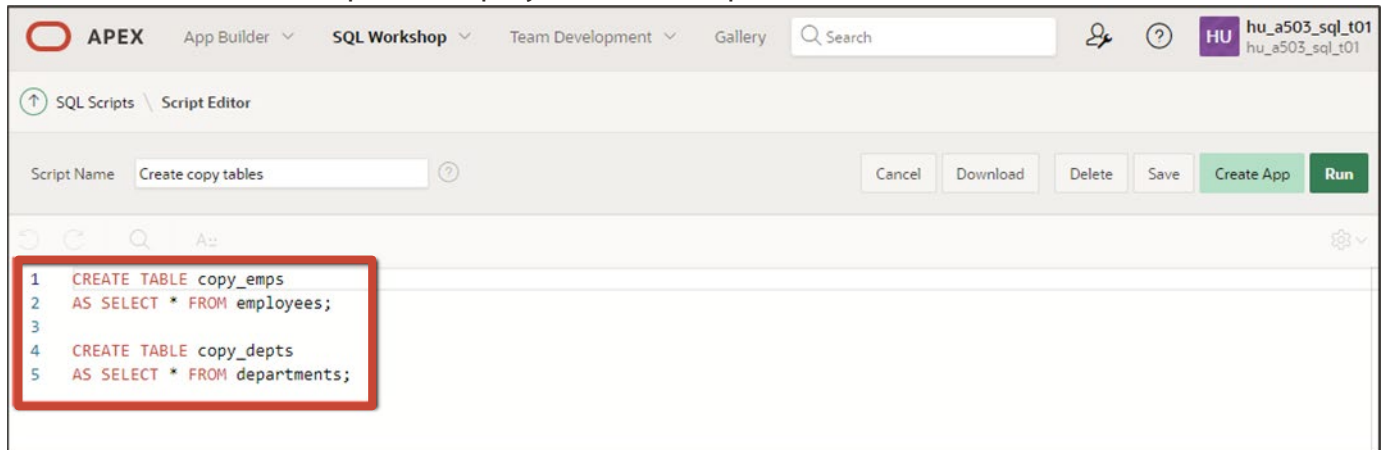 APEX App Builder SQL Workshop Team Development Gallery Search HU hu_a503_sql_t01
hu_a503_sql_t01
SQL Scripts \ Script Editor
Script Name Create copy tables Cancel Download Delete Save Create App Run
1 CREATE TABLE copy_emps
2 AS SELECT * FROM employees;
3
4 CREATE TABLE copy_depts
5 AS SELECT * FROM departments;